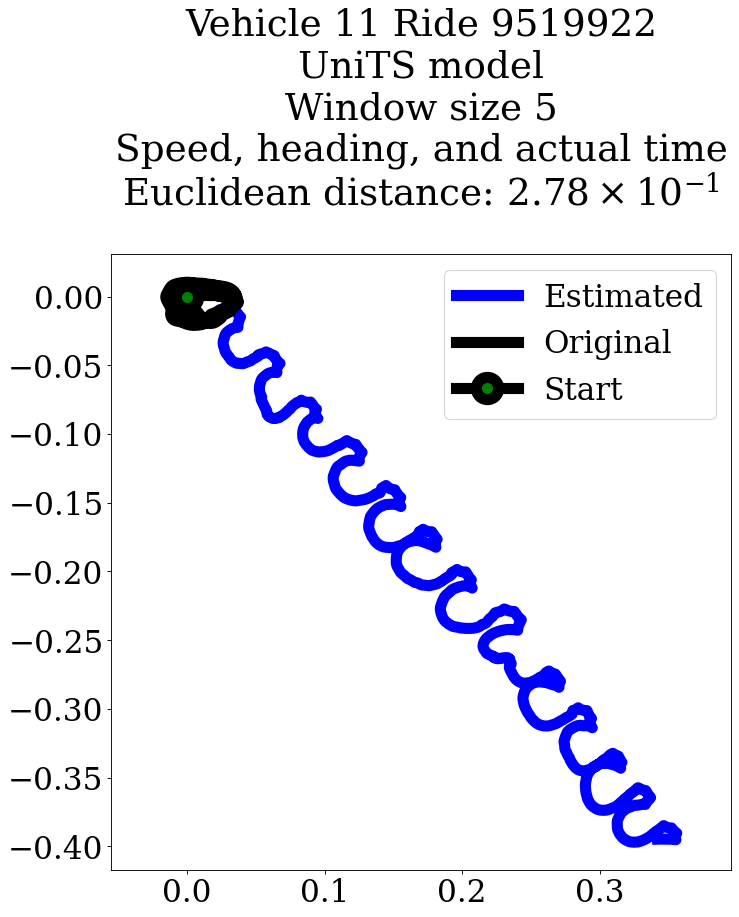 Vehicle 11 Ride 9519922
UniTS model
Window size 5
Speed, heading, and actual time
Euclidean distance: 2.78 × 10⁻¹
Estimated
Original
Start
0.00
−0.05
−0.10
−0.15
−0.20
−0.25
−0.30
−0.35
−0.40
0.0 0.1 0.2 0.3